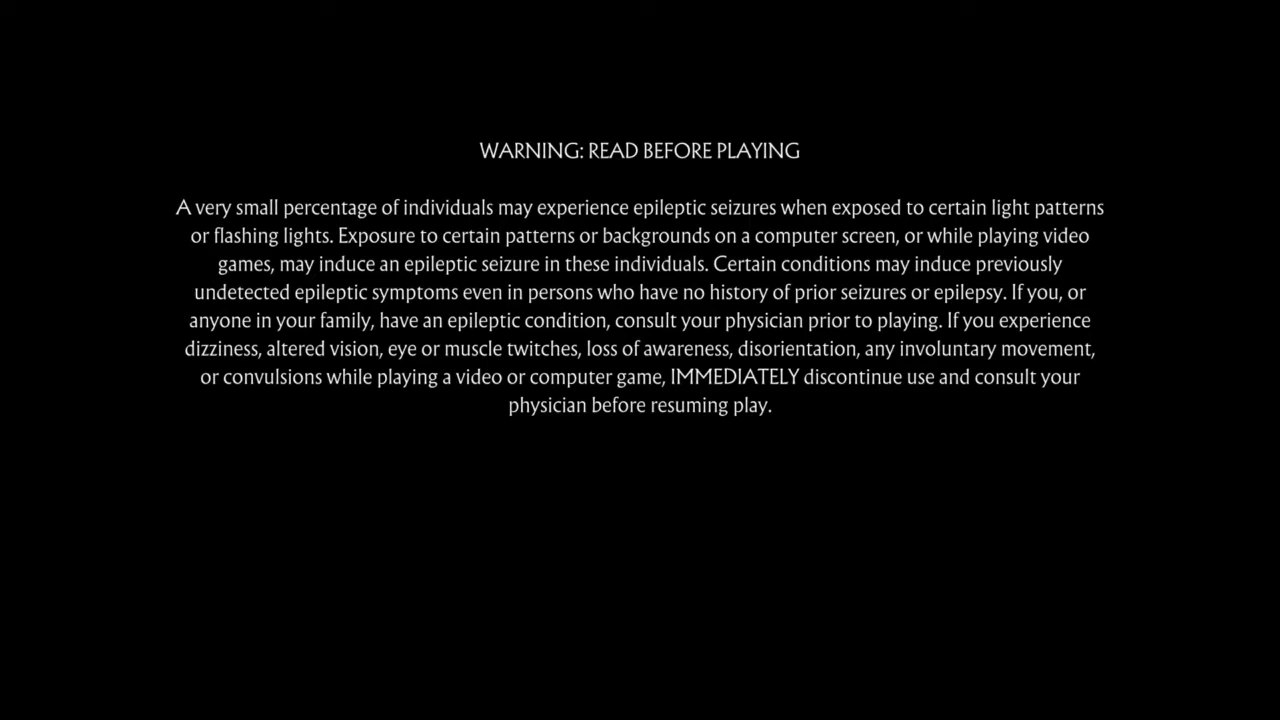 WARNING: READ BEFORE PLAYING
A very small percentage of individuals may experience epileptic seizures when exposed to certain light patterns
or flashing lights. Exposure to certain patterns or backgrounds on a computer screen, or while playing video
games, may induce an epileptic seizure in these individuals. Certain conditions may induce previously
undetected epileptic symptoms even in persons who have no history of prior seizures or epilepsy. If you, or
anyone in your family, have an epileptic condition, consult your physician prior to playing. If you experience
dizziness, altered vision, eye or muscle twitches, loss of awareness, disorientation, any involuntary movement,
or convulsions while playing a video or computer game, IMMEDIATELY discontinue use and consult your
physician before resuming play.